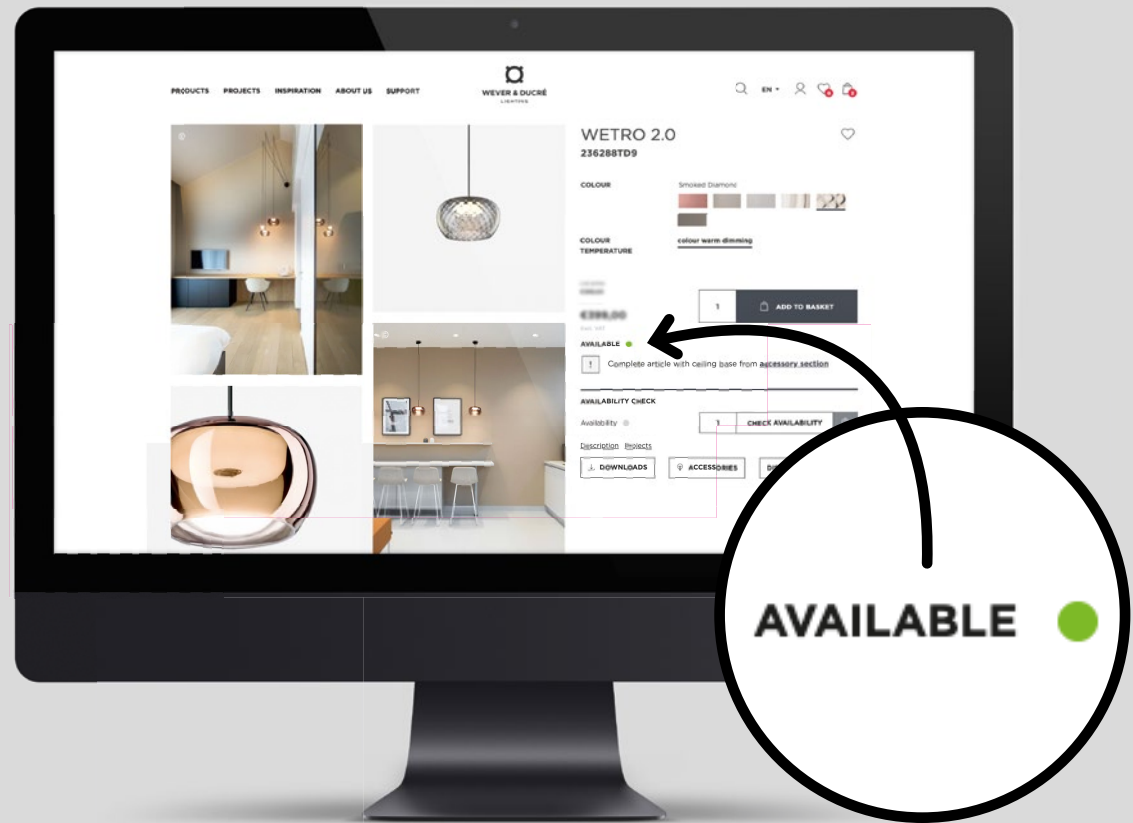 PRODUCTS PROJECTS INSPIRATION ABOUT US SUPPORT
WEVER & DUCRÉ
LIGHTING
EN
WETRO 2.0
236288TD9
COLOUR
Smoked Diamond
COLOUR
TEMPERATURE
colour warm dimming
€399,00
1
ADD TO BASKET
AVAILABLE
! Complete article with ceiling base from accessory section
AVAILABILITY CHECK
Availability
1
CHECK AVAILABILITY
Description Projects
DOWNLOADS
ACCESSORIES
AVAILABLE